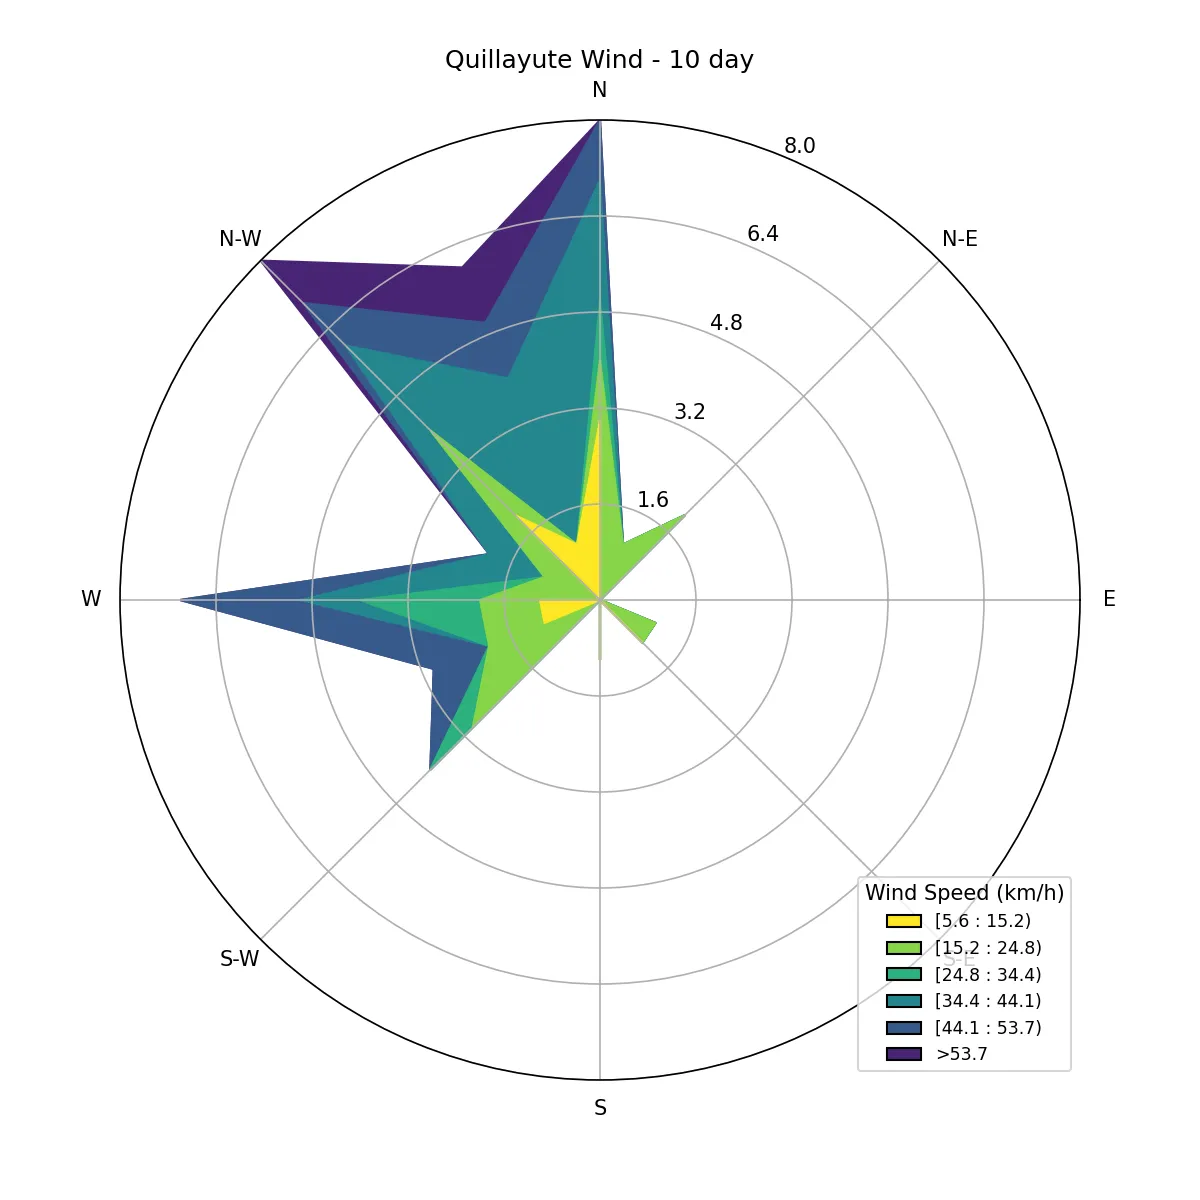 Quillayute Wind - 10 day
N
8.0
N-W
N-E
6.4
4.8
3.2
1.6
W
E
S-W
S-E
Wind Speed (km/h)
[5.6 : 15.2)
[15.2 : 24.8)
[24.8 : 34.4)
[34.4 : 44.1)
[44.1 : 53.7)
>53.7
S